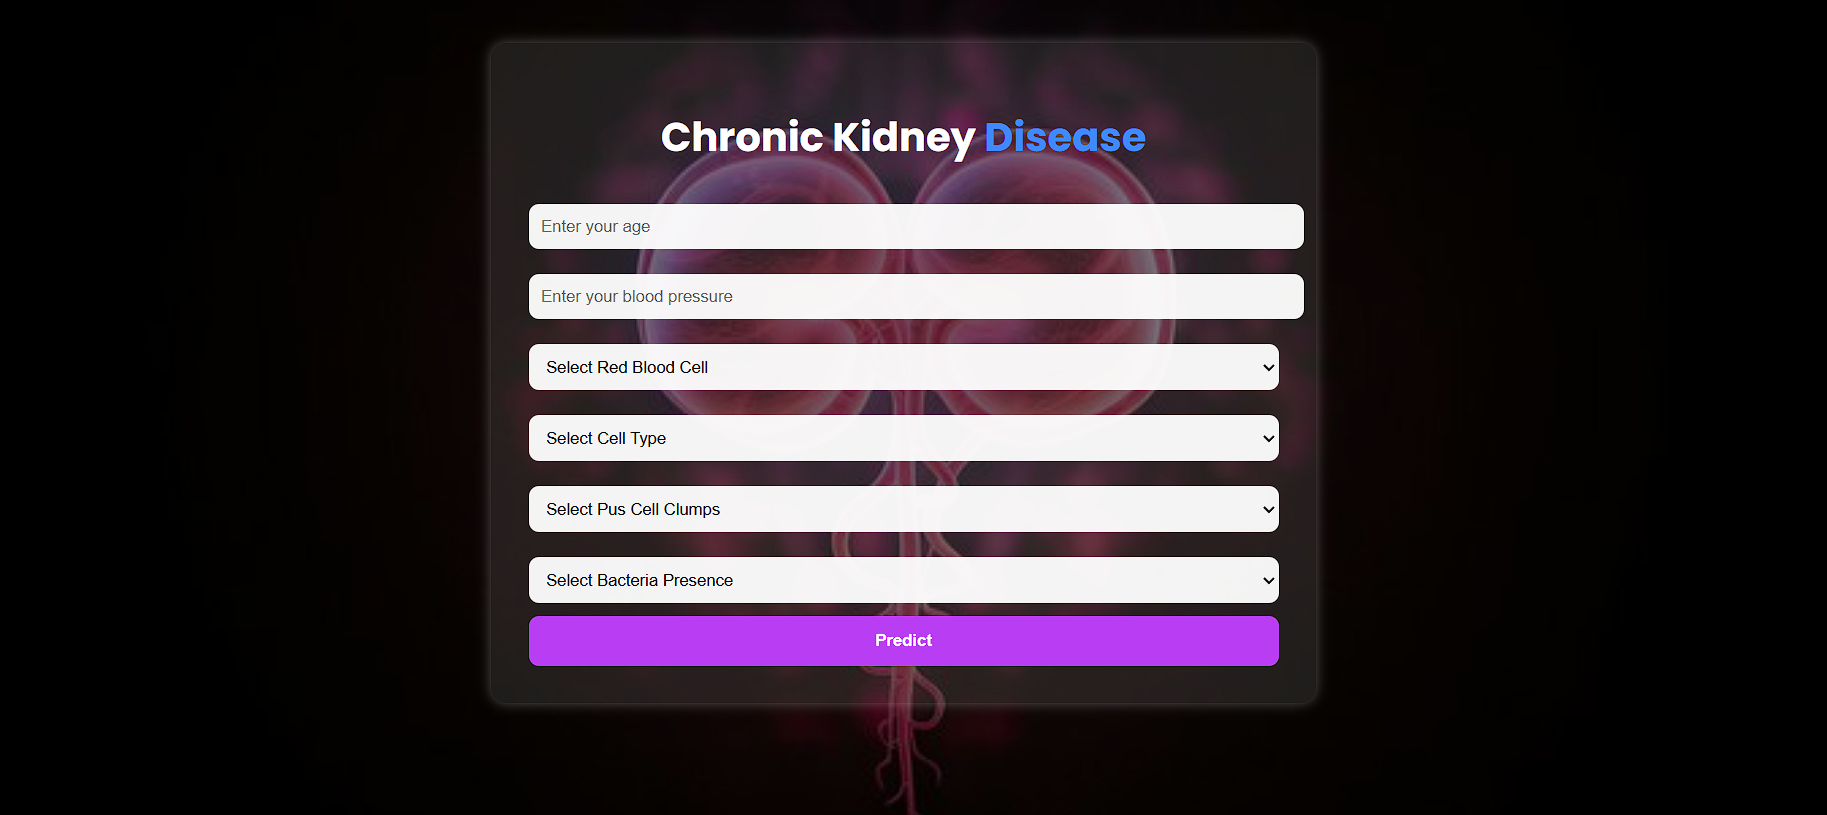 Chronic Kidney Disease
Enter your age
Enter your blood pressure
Select Red Blood Cell
Select Cell Type
Select Pus Cell Clumps
Select Bacteria Presence
Predict